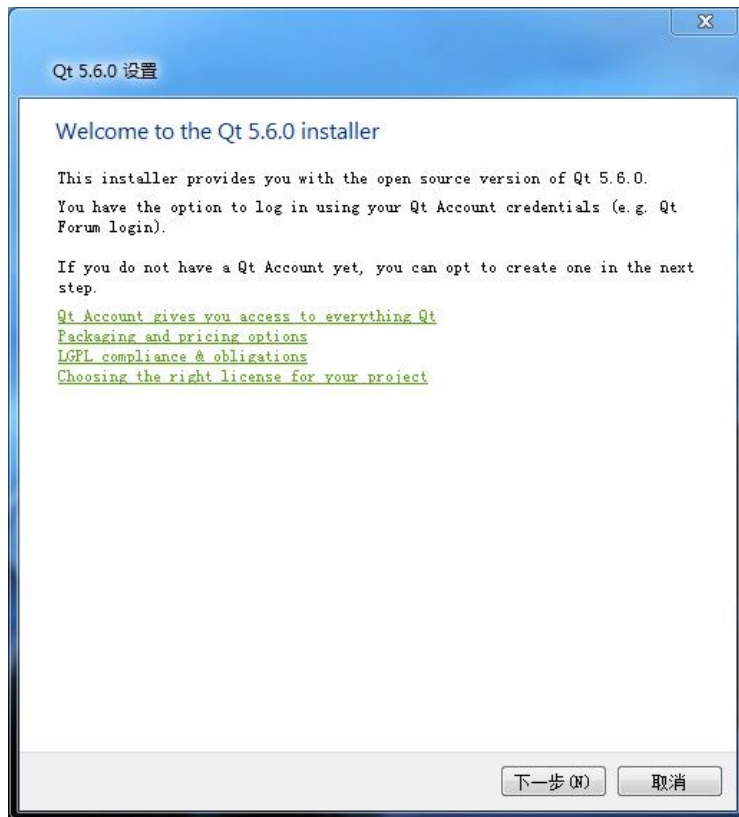 Qt 5.6.0 设置
Welcome to the Qt 5.6.0 installer
This installer provides you with the open source version of Qt 5.6.0.
You have the option to log in using your Qt Account credentials (e.g. Qt
Forum login).
If you do not have a Qt Account yet, you can opt to create one in the next
step.
Qt Account gives you access to everything Qt
Packaging and pricing options
LGPL compliance & obligations
Choosing the right license for your project
下一步(N)
取消